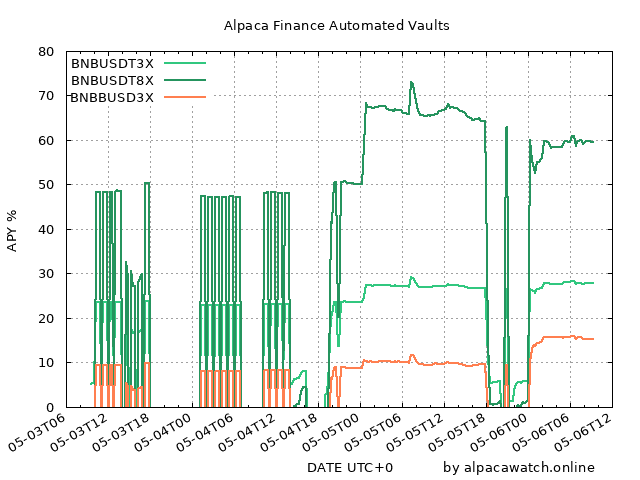 Alpaca Finance Automated Vaults
BNBUSDT3X
BNBUSDT8X
BNBBUSD3X
80
70
60
50
40
30
20
10
0
APY %
05-03T06
05-03T12
05-03T18
05-04T00
05-04T06
05-04T12
05-04T18
05-05T00
05-05T06
05-05T12
05-05T18
05-06T00
05-06T06
05-06T12
DATE UTC+0
by alpacawatch.online